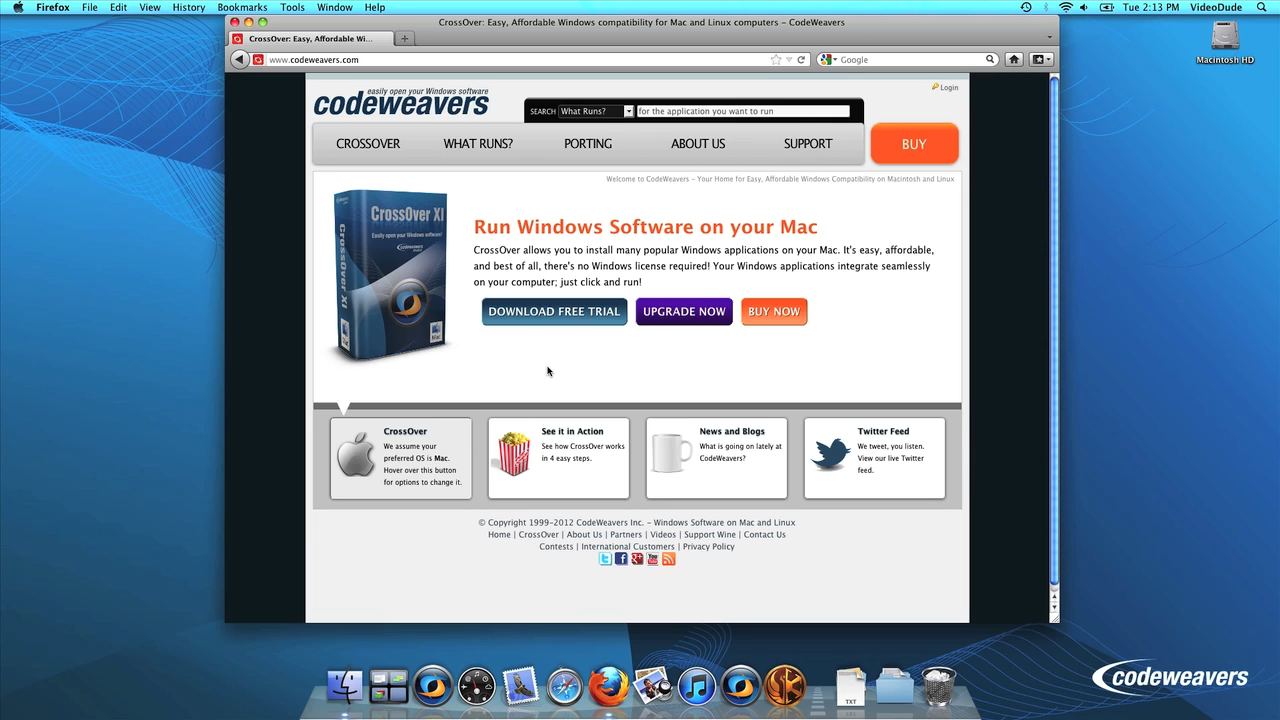 Firefox File Edit View History Bookmarks Tools Window Help
Tue 2:13 PM VideoDude
CrossOver: Easy, Affordable Windows compatibility for Mac and Linux computers - CodeWeavers
CrossOver: Easy, Affordable Wi...
www.codeweavers.com
Google
Macintosh HD
easily open your Windows software
codeweavers
Login
SEARCH What Runs? for the application you want to run
CROSSOVER WHAT RUNS? PORTING ABOUT US SUPPORT BUY
Welcome to CodeWeavers - Your Home for Easy, Affordable Windows Compatibility on Macintosh and Linux
CrossOver XI
Easily open your Windows software!
codeweavers
CrossOver XI
Mac
Run Windows Software on your Mac
CrossOver allows you to install many popular Windows applications on your Mac. It's easy, affordable,
and best of all, there's no Windows license required! Your Windows applications integrate seamlessly
on your computer; just click and run!
DOWNLOAD FREE TRIAL UPGRADE NOW BUY NOW
CrossOver
We assume your
preferred OS is Mac.
Hover over this button
for options to change it.
See it in Action
See how CrossOver works
in 4 easy steps.
News and Blogs
What is going on lately at
CodeWeavers?
Twitter Feed
We tweet, you listen.
View our live Twitter
feed.
© Copyright 1999-2012 CodeWeavers Inc. - Windows Software on Mac and Linux
Home | CrossOver | About Us | Partners | Videos | Support Wine | Contact Us
Contests | International Customers | Privacy Policy
TXT
codeweavers